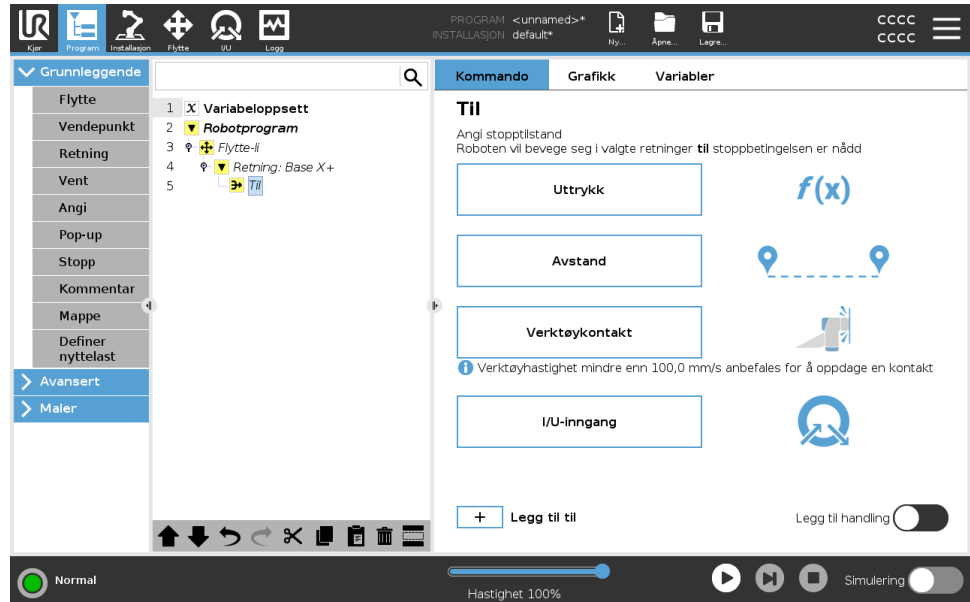 Kjør
Program
Installasjon
Flytte
I/U
Logg
PROGRAM <unnamed>*
INSTALLASJON default*
Ny...
Åpne...
Lagre...
cccc
cccc
Grunnleggende
Flytte
Vendepunkt
Retning
Vent
Angi
Pop-up
Stopp
Kommentar
Mappe
Definer
nyttelast
Avansert
Maler
1 X Variabeloppsett
2 Robotprogram
3 Flytte-li
4 Retning: Base X+
5 Til
Kommando
Grafikk
Variabler
Til
Angi stopptilstand
Roboten vil bevege seg i valgte retninger til stoppbetingelsen er nådd
Uttrykk
f(x)
Avstand
Verktøykontakt
Verktøyhastighet mindre enn 100,0 mm/s anbefales for å oppdage en kontakt
I/U-inngang
+ Legg til til
Legg til handling
Normal
Hastighet 100%
Simulering